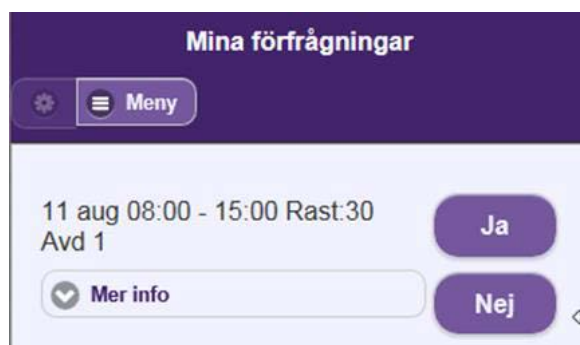 Mina förfrågningar
Meny
11 aug 08:00 - 15:00 Rast:30
Avd 1
Ja
Mer info
Nej